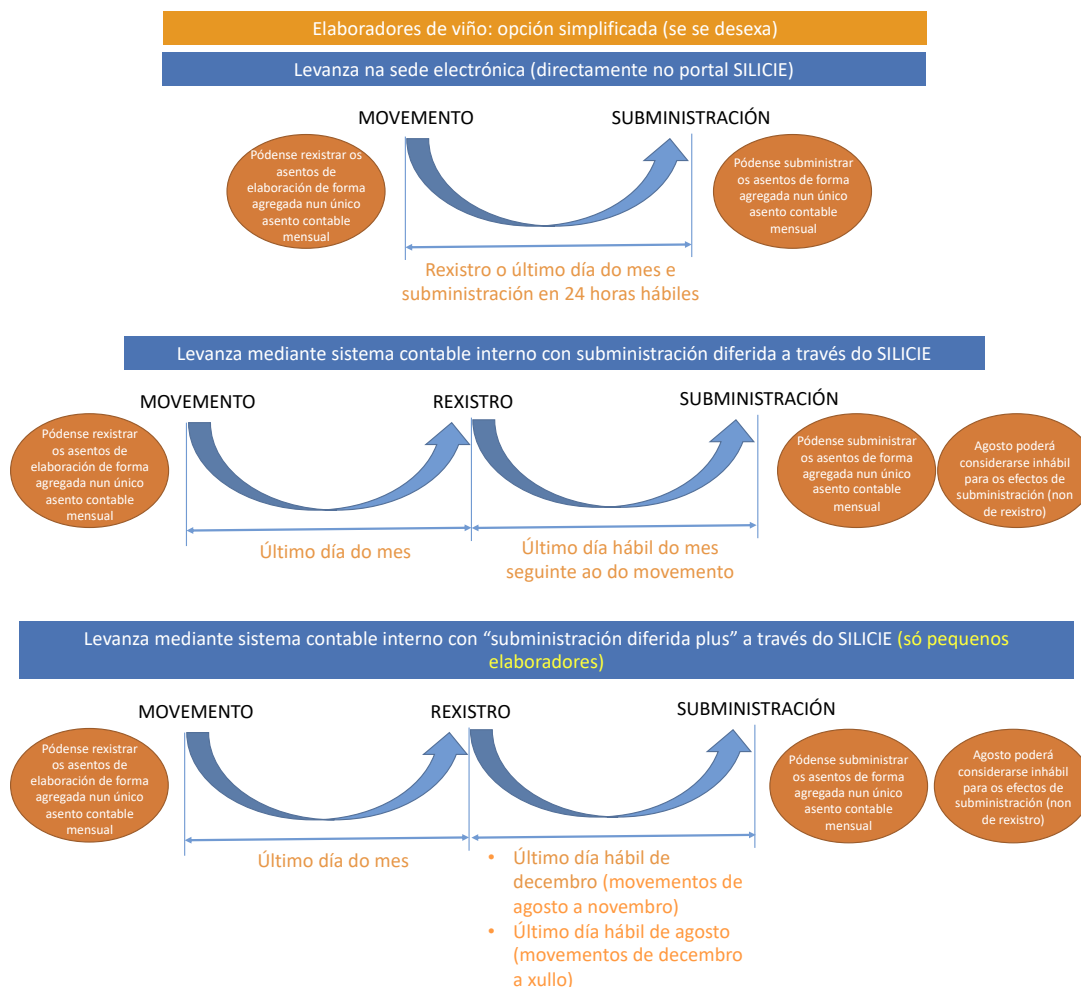 Elaboradores de viño: opción simplificada (se se desexa)
Levanza na sede electrónica (directamente no portal SILICIE)
MOVEMENTO
SUBMINISTRACIÓN
Pódense rexistrar os
asentos de
elaboración de forma
agregada nun único
asento contable
mensual
Pódense subministrar
os asentos de forma
agregada nun único
asento contable
mensual
Rexistro o último día do mes e
subministración en 24 horas hábiles
Levanza mediante sistema contable interno con subministración diferida a través do SILICIE
MOVEMENTO
REXISTRO
SUBMINISTRACIÓN
Pódense rexistrar
os asentos de
elaboración de forma
agregada nun único
asento contable
mensual
Pódense subministrar
os asentos de forma
agregada nun único
asento contable
mensual
Agosto poderá
considerarse inhábil
para os efectos de
subministración (non
de rexistro)
Último día do mes
Último día hábil do mes
seguinte ao do movemento
Levanza mediante sistema contable interno con “subministración diferida plus” a través do SILICIE (só pequenos
elaboradores)
MOVEMENTO
REXISTRO
SUBMINISTRACIÓN
Pódense rexistrar
os asentos de
elaboración de forma
agregada nun único
asento contable
mensual
Pódense subministrar
os asentos de forma
agregada nun único
asento contable
mensual
Agosto poderá
considerarse inhábil
para os efectos de
subministración (non
de rexistro)
Último día do mes
• Último día hábil de
decembro (movementos de
agosto a novembro)
• Último día hábil de agosto
(movementos de decembro
a xullo)